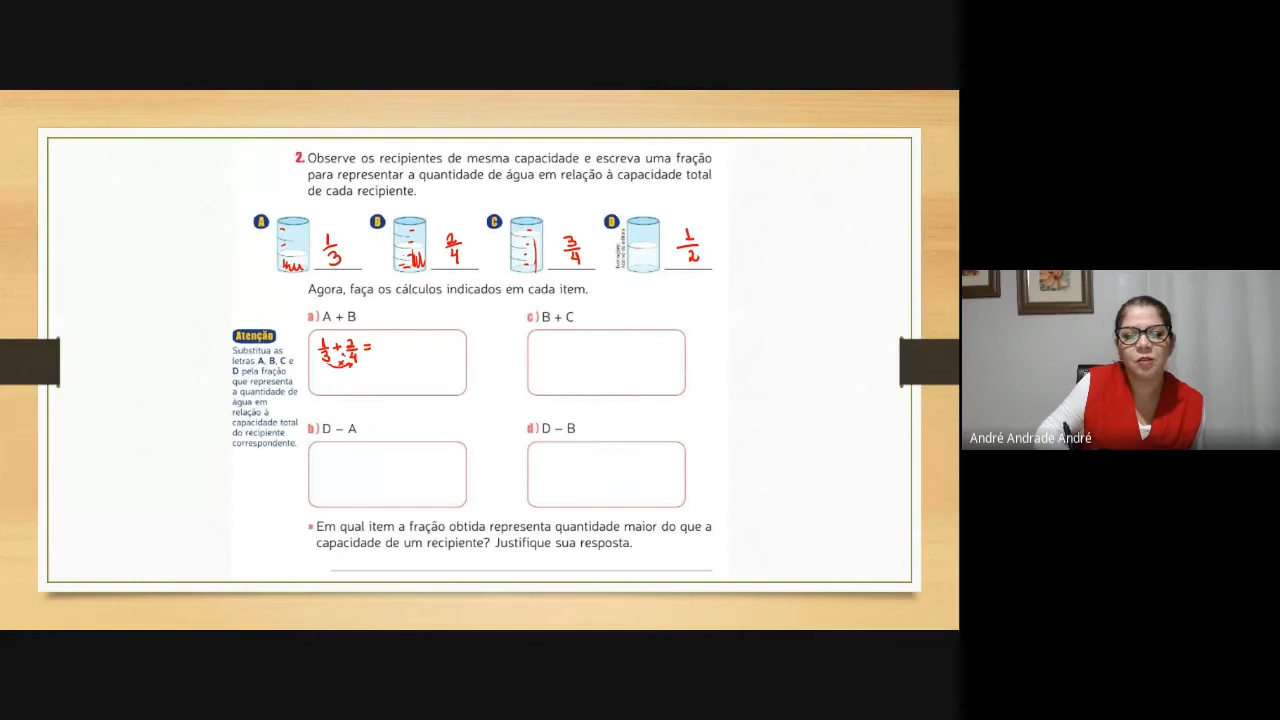 2. Observe os recipientes de mesma capacidade e escreva uma fração
para representar a quantidade de água em relação à capacidade total
de cada recipiente.
A 1/3
B 2/4
C 3/4
D 1/2
Agora, faça os cálculos indicados em cada item.
a) A + B
1/3 + 2/4 =
c) B + C
Atenção
Substitua as
letras A, B, C e
D pela fração
que representa
a quantidade de
água em
relação à
capacidade total
do recipiente
correspondente.
b) D – A
d) D – B
Em qual item a fração obtida representa quantidade maior do que a
capacidade de um recipiente? Justifique sua resposta.
André Andrade André